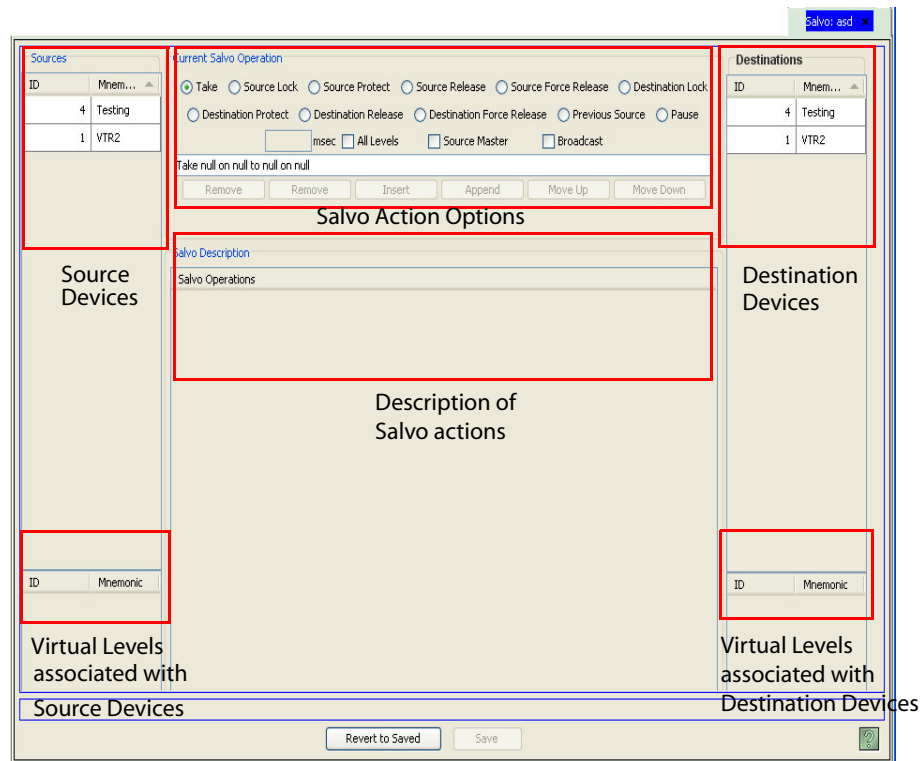 Salvo: asd ×
Sources
ID Mnem...
4 Testing
1 VTR2
Source
Devices
Current Salvo Operation
Take Source Lock Source Protect Source Release Source Force Release Destination Lock
Destination Protect Destination Release Destination Force Release Previous Source Pause
msec All Levels Source Master Broadcast
Take null on null to null on null
Remove Remove Insert Append Move Up Move Down
Salvo Action Options
Salvo Description
Salvo Operations
Description of
Salvo actions
Destinations
ID Mnem...
4 Testing
1 VTR2
Destination
Devices
ID Mnemonic
Virtual Levels
associated with
Source Devices
ID Mnemonic
Virtual Levels
associated with
Destination Devices
Revert to Saved Save ?